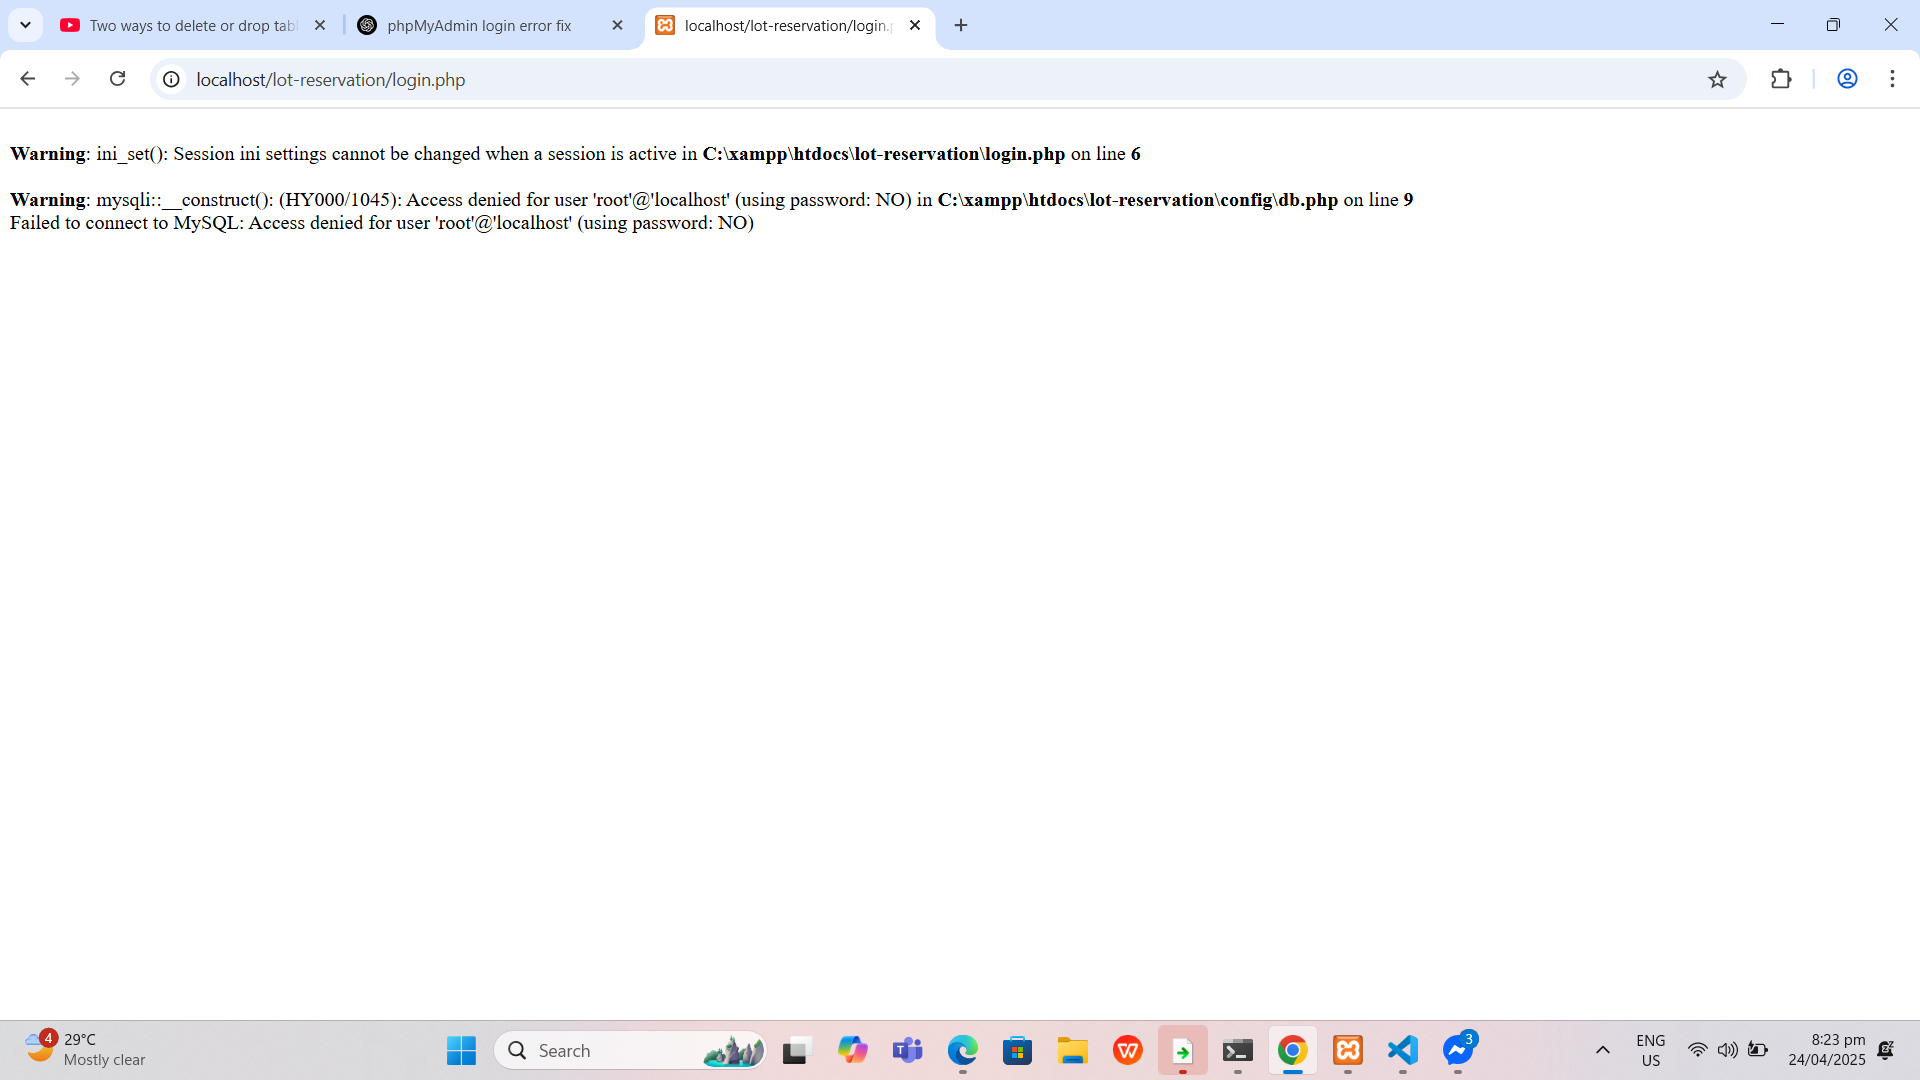 Two ways to delete or drop tab
phpMyAdmin login error fix
localhost/lot-reservation/login.p
localhost/lot-reservation/login.php
Warning: ini_set(): Session ini settings cannot be changed when a session is active in C:\xampp\htdocs\lot-reservation\login.php on line 6
Warning: mysqli::__construct(): (HY000/1045): Access denied for user 'root'@'localhost' (using password: NO) in C:\xampp\htdocs\lot-reservation\config\db.php on line 9
Failed to connect to MySQL: Access denied for user 'root'@'localhost' (using password: NO)
4
29°C
Mostly clear
Search
3
ENG
US
8:23 pm
24/04/2025